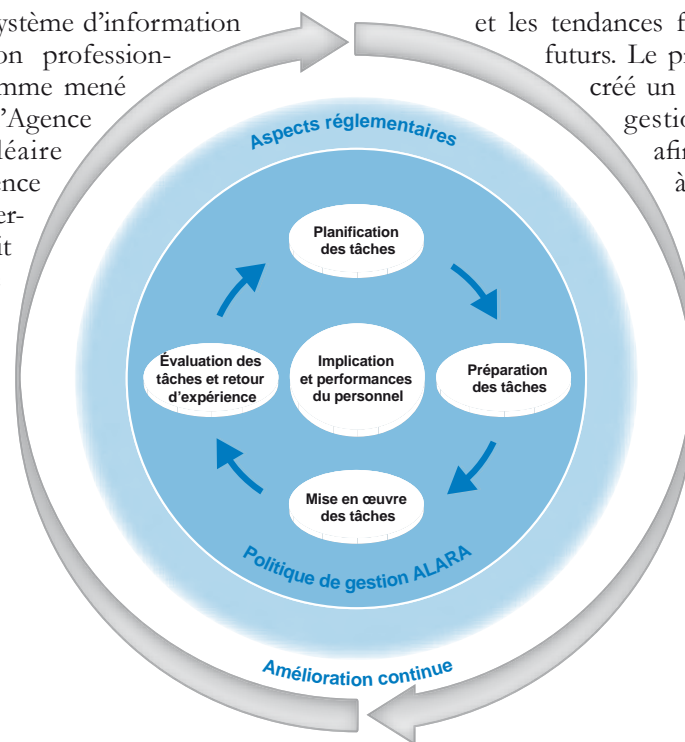 ystème d'information
on profession-
mme mené
l'Agence
léaire
ence
er-
it
et les tendances f
futurs. Le p
créé un
gestio
afin
à
Aspects réglementaires
Planification
des tâches
Évaluation des
tâches et retour
d'expérience
Implication
et performances
du personnel
Préparation
des tâches
Mise en œuvre
des tâches
Politique de gestion ALARA
Amélioration continue